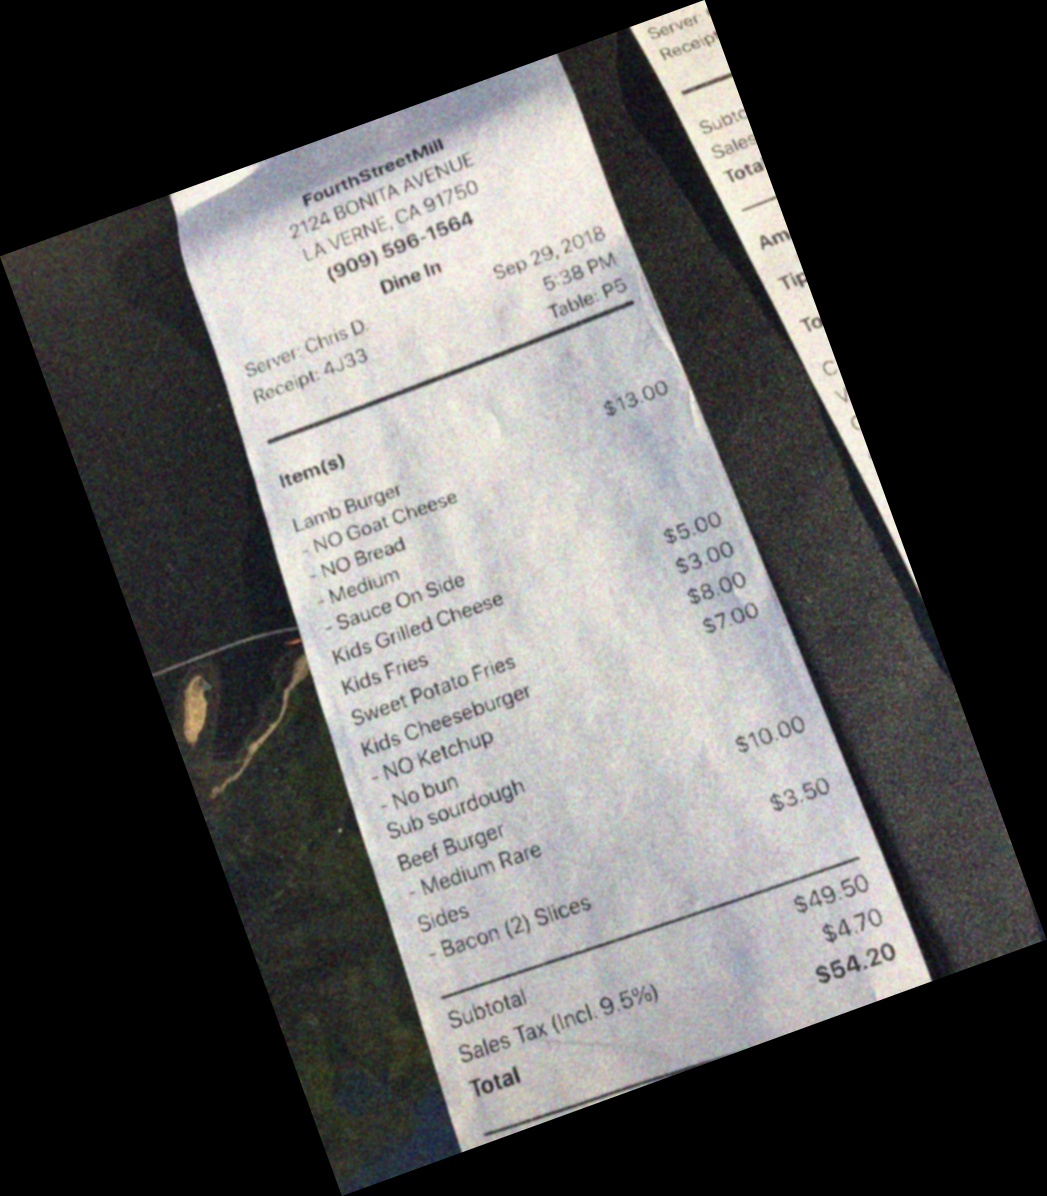 FourthStreetMill
2124 BONITA AVENUE
LA VERNE, CA 91750
(909) 596-1564
Dine In
Server: Chris D. Sep 29, 2018
Receipt: 4J33 5:38 PM
Table: P5
Item(s)
Lamb Burger $13.00
- NO Goat Cheese
- NO Bread
- Medium
- Sauce On Side
Kids Grilled Cheese $5.00
Kids Fries $3.00
Sweet Potato Fries $8.00
Kids Cheeseburger $7.00
- NO Ketchup
- No bun
Sub sourdough
Beef Burger $10.00
- Medium Rare
Sides $3.50
- Bacon (2) Slices
Subtotal $49.50
Sales Tax (Incl. 9.5%) $4.70
Total $54.20
Server:
Receipt
Subto
Sales
Tota
Am
Tip
To